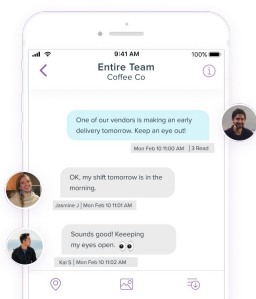 9:41 AM
100%
Entire Team
Coffee Co
One of our vendors is making an early
delivery tomorrow. Keep an eye out!
Mon Feb 10 11:00 AM | 3 Read
OK, my shift tomorrow is in the
morning.
Jasmine J | Mon Feb 10 11:01 AM
Sounds good! Keeeping
my eyes open. 👀
Kai S | Mon Feb 10 11:02 AM